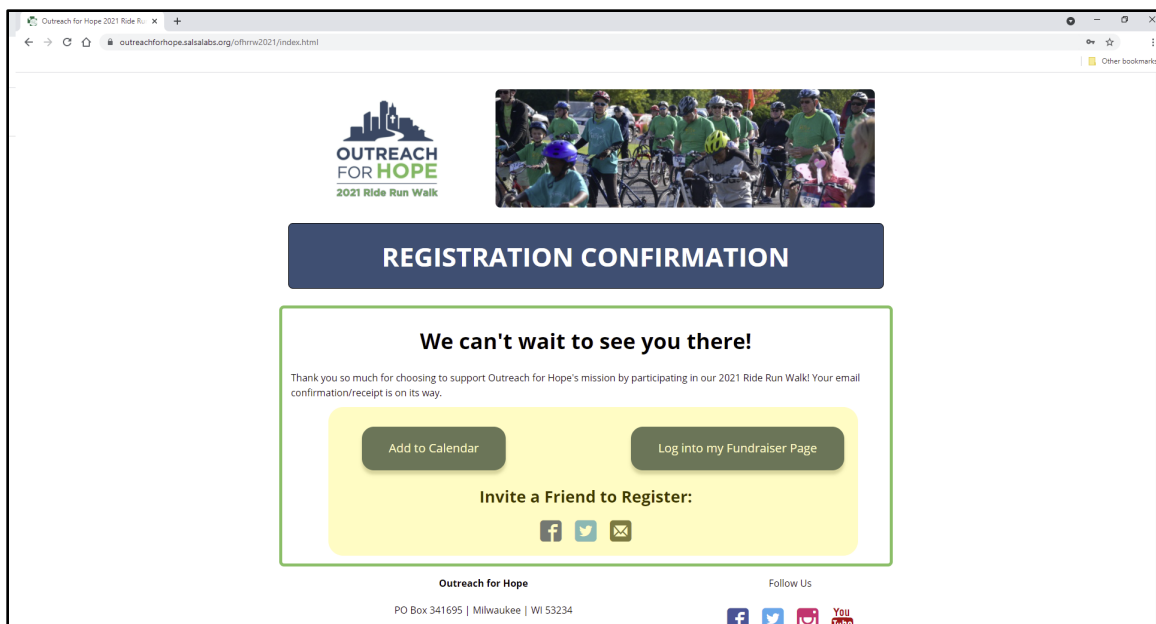 Outreach for Hope 2021 Ride Ru
outreachforhope.salsalabs.org/ofhrrw2021/index.html
Other bookmarks
OUTREACH
FOR HOPE
2021 Ride Run Walk
REGISTRATION CONFIRMATION
We can't wait to see you there!
Thank you so much for choosing to support Outreach for Hope's mission by participating in our 2021 Ride Run Walk! Your email
confirmation/receipt is on its way.
Add to Calendar
Log into my Fundraiser Page
Invite a Friend to Register:
Outreach for Hope
Follow Us
PO Box 341695 | Milwaukee | WI 53234
You
Tube